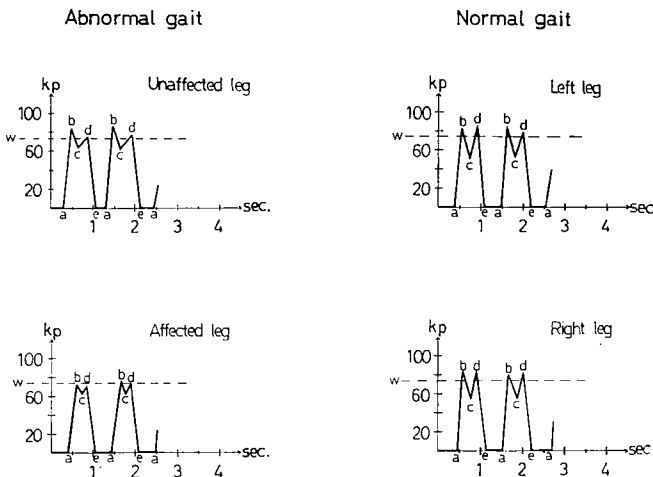 Abnormal gait
Normal gait
Unaffected leg
kp
100
w
60
20
b d b d
c c
a e a e a
1 2 3 4
sec.
Left leg
kp
100
w
60
20
b d b d
c c
a e a e a
1 2 3 4
sec.
Affected leg
kp
100
w
60
20
b d b d
c c
a e a e a
1 2 3 4
sec.
Right leg
kp
100
w
60
20
b d b d
c c
a e a e a
1 2 3 4
sec